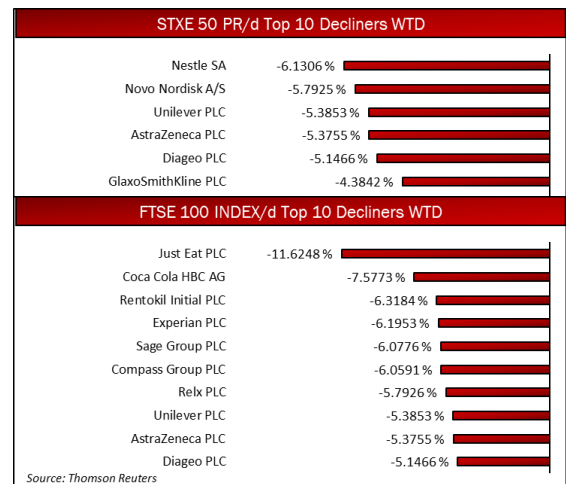 STXE 50 PR/d Top 10 Decliners WTD
Nestle SA -6.1306 %
Novo Nordisk A/S -5.7925 %
Unilever PLC -5.3853 %
AstraZeneca PLC -5.3755 %
Diageo PLC -5.1466 %
GlaxoSmithKline PLC -4.3842 %
FTSE 100 INDEX/d Top 10 Decliners WTD
Just Eat PLC -11.6248 %
Coca Cola HBC AG -7.5773 %
Rentokil Initial PLC -6.3184 %
Experian PLC -6.1953 %
Sage Group PLC -6.0776 %
Compass Group PLC -6.0591 %
Relx PLC -5.7926 %
Unilever PLC -5.3853 %
AstraZeneca PLC -5.3755 %
Diageo PLC -5.1466 %
Source: Thomson Reuters